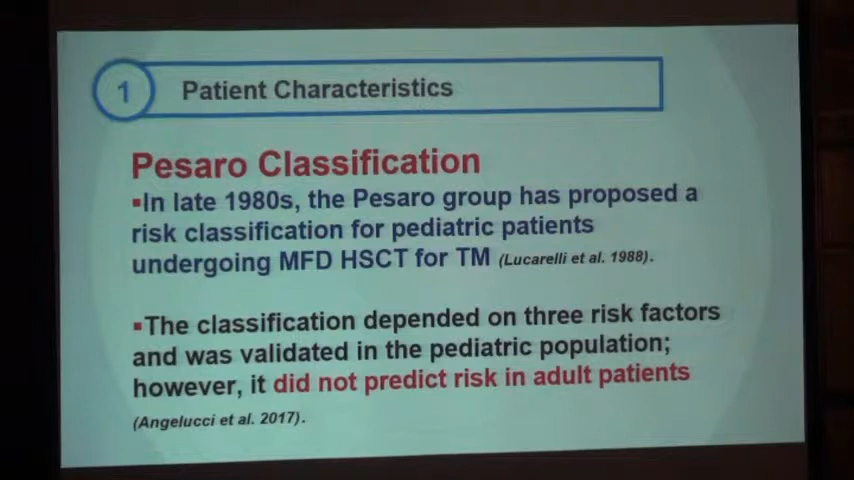 1 Patient Characteristics
Pesaro Classification
▪In late 1980s, the Pesaro group has proposed a
risk classification for pediatric patients
undergoing MFD HSCT for TM (Lucarelli et al. 1988).
▪The classification depended on three risk factors
and was validated in the pediatric population;
however, it did not predict risk in adult patients
(Angelucci et al. 2017).